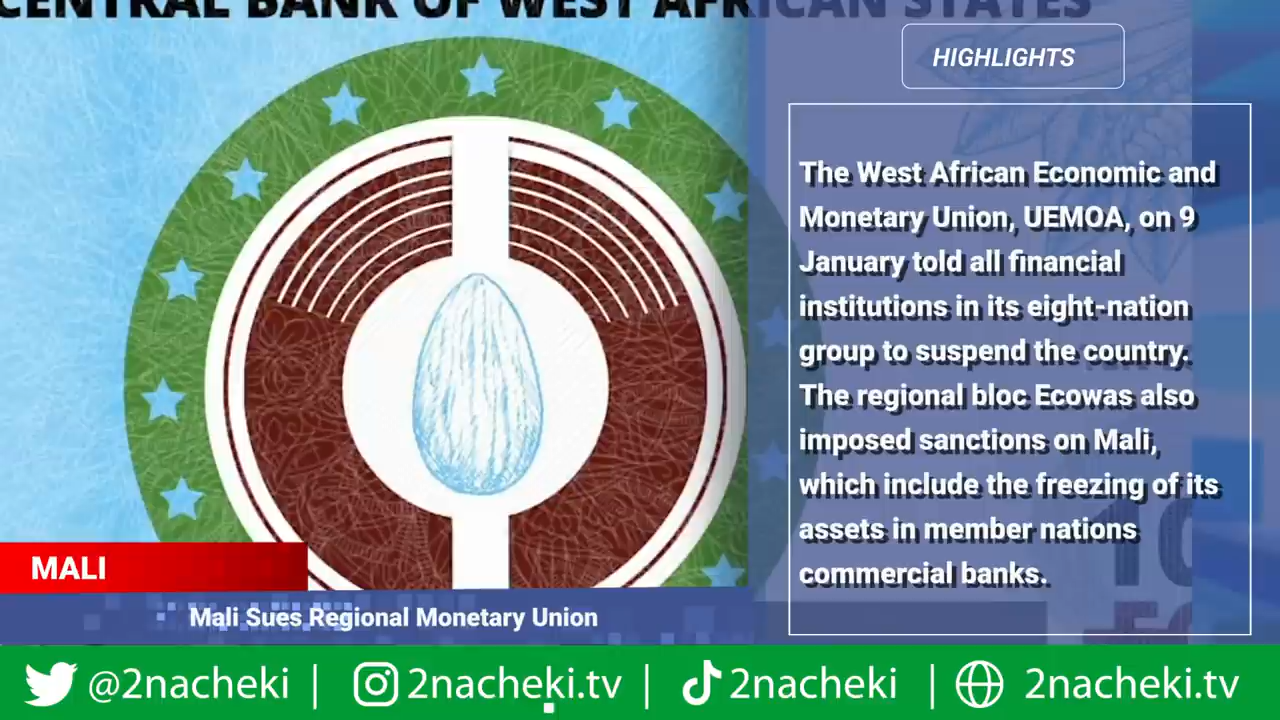 CENTRAL BANK OF WEST AFRICAN STATES
HIGHLIGHTS
The West African Economic and
Monetary Union, UEMOA, on 9
January told all financial
institutions in its eight-nation
group to suspend the country.
The regional bloc Ecowas also
imposed sanctions on Mali,
which include the freezing of its
assets in member nations
commercial banks.
MALI
Mali Sues Regional Monetary Union
@2nacheki | 2nacheki.tv | 2nacheki | 2nacheki.tv